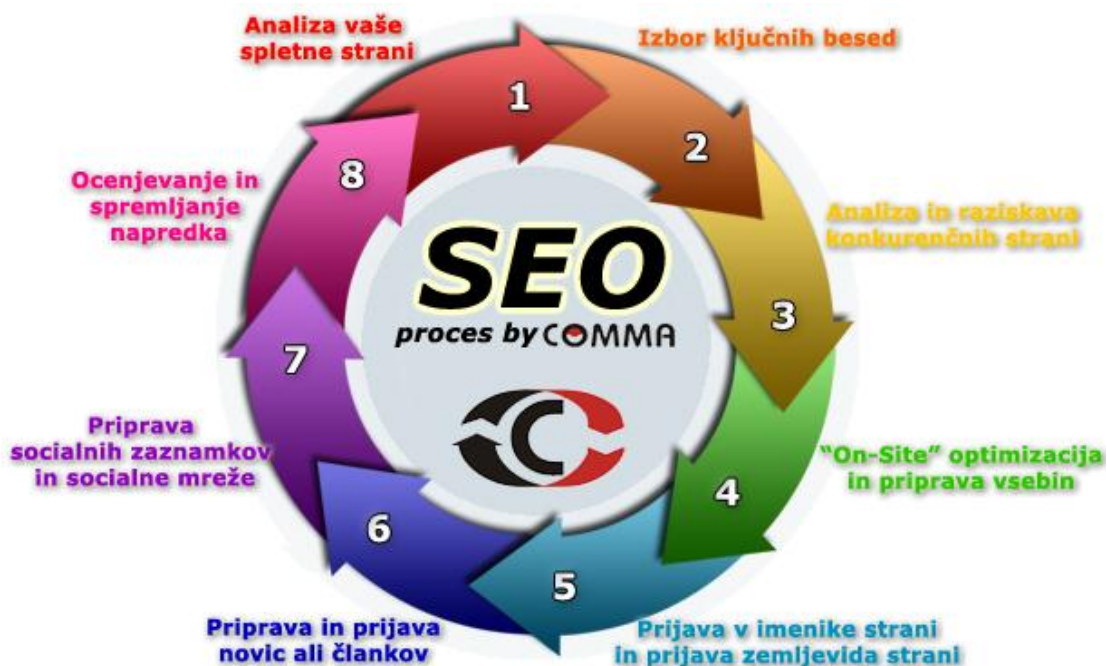 Analiza vaše
spletne strani
1
Izbor ključnih besed
2
Analiza in raziskava
konkurenčnih strani
3
"On-Site" optimizacija
in priprava vsebin
4
Prijava v imenike strani
in prijava zemljevida strani
5
Priprava in prijava
novic ali člankov
6
Priprava
socialnih zaznamkov
in socialne mreže
7
Ocenjevanje in
spremljanje
napredka
8
SEO
proces by COMMA
C